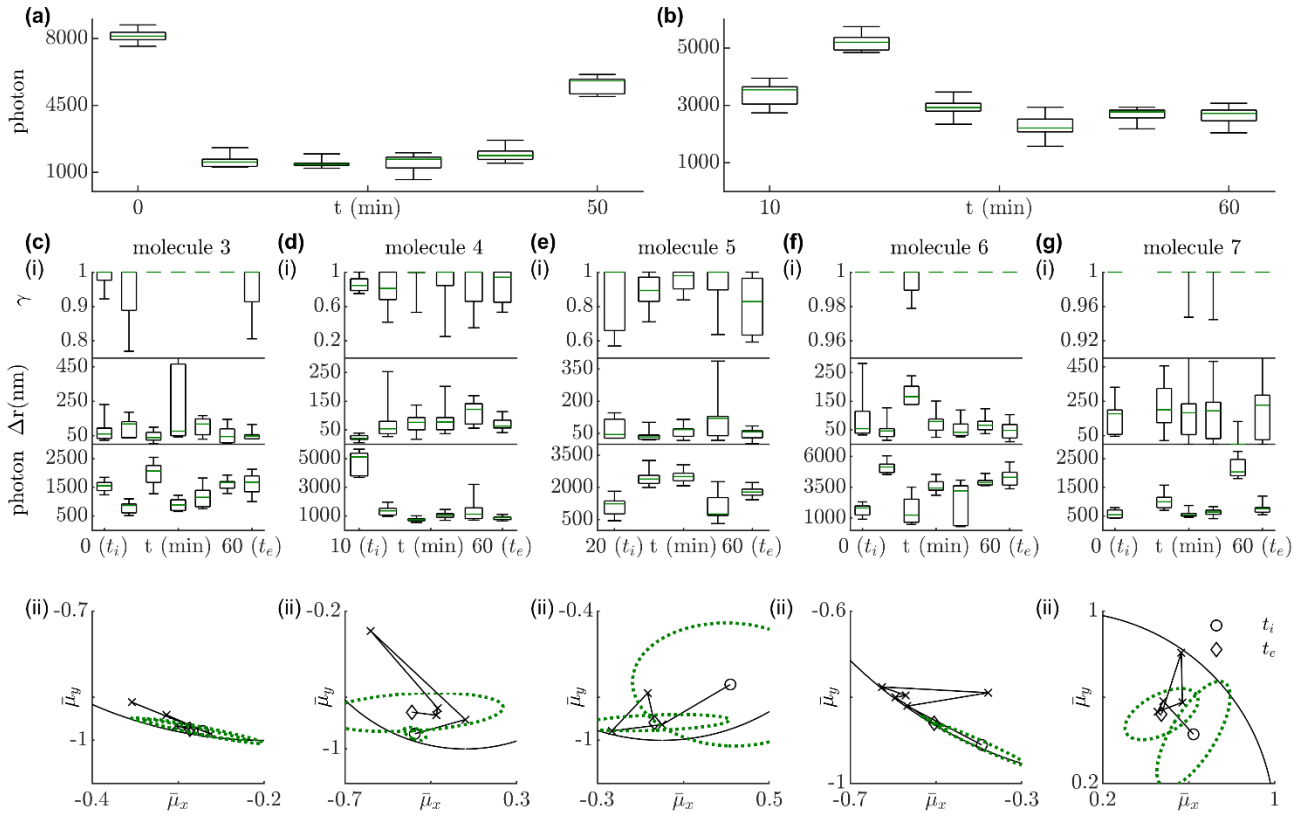 (a)
photon
8000
4500
1000
0
t (min)
50
(b)
5000
3000
1000
10
t (min)
60
(c) molecule 3
(i)
γ
1
0.9
0.8
Δr(nm)
450
250
50
photon
2500
1500
500
0 (t_i) t (min) 60 (t_e)
(d) molecule 4
(i)
1
0.6
0.2
250
150
50
7000
4000
1000
10 (t_i) t (min) 60 (t_e)
(e) molecule 5
(i)
1
0.8
0.6
350
200
50
4500
2500
500
20 (t_i) t (min) 60 (t_e)
(f) molecule 6
(i)
1
0.98
0.96
250
150
50
6000
3500
1000
0 (t_i) t (min) 60 (t_e)
(g) molecule 7
(i)
1
0.96
0.92
450
250
50
2500
1500
500
0 (t_i) t (min) 60 (t_e)
(ii)
-0.7
μ̄_y
-1
-0.4
μ̄_x
-0.2
(ii)
-0.2
μ̄_y
-1
-0.7
μ̄_x
0.3
(ii)
-0.4
μ̄_y
-1
-0.3
μ̄_x
0.5
(ii)
-0.6
μ̄_y
-1
-0.7
μ̄_x
-0.3
(ii)
1
t_i
t_e
μ̄_y
0.2
0.2
μ̄_x
1